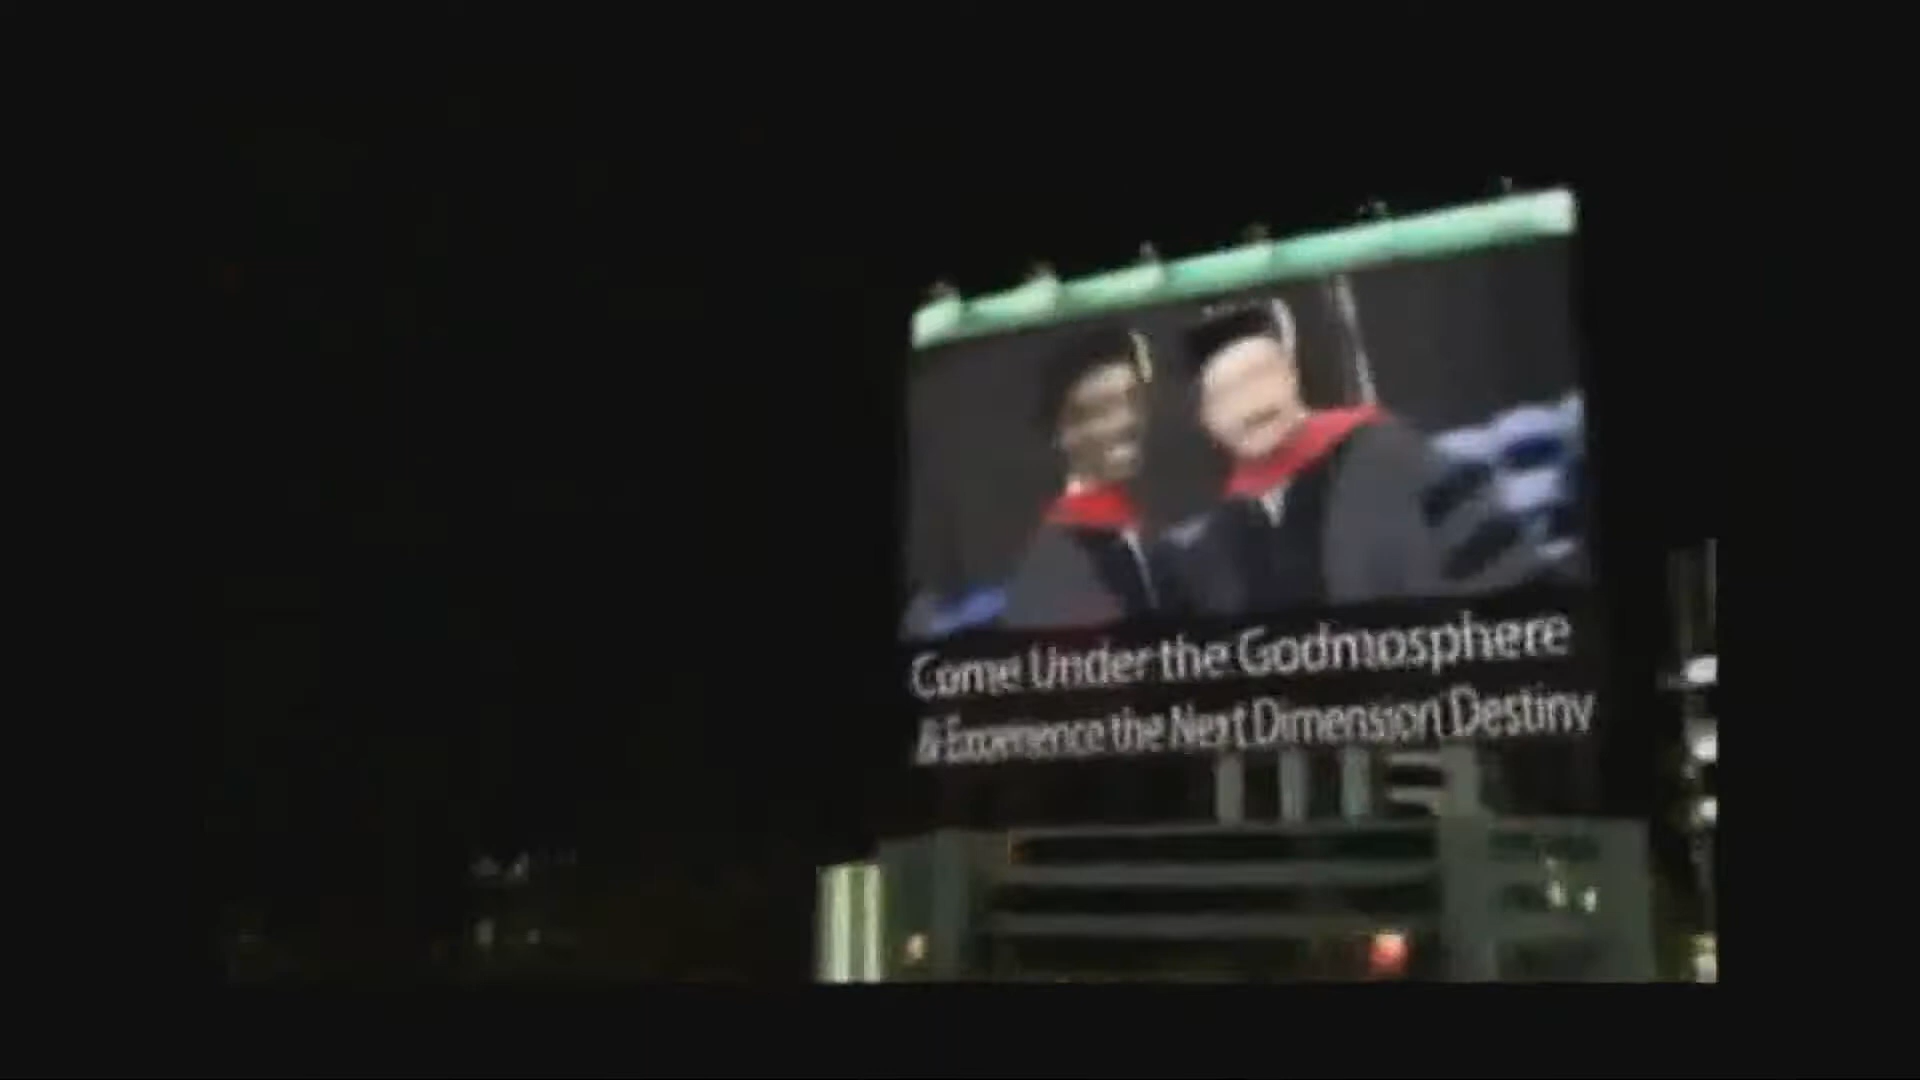 Come Under the Godmosphere
& Experience the Next Dimension Destiny